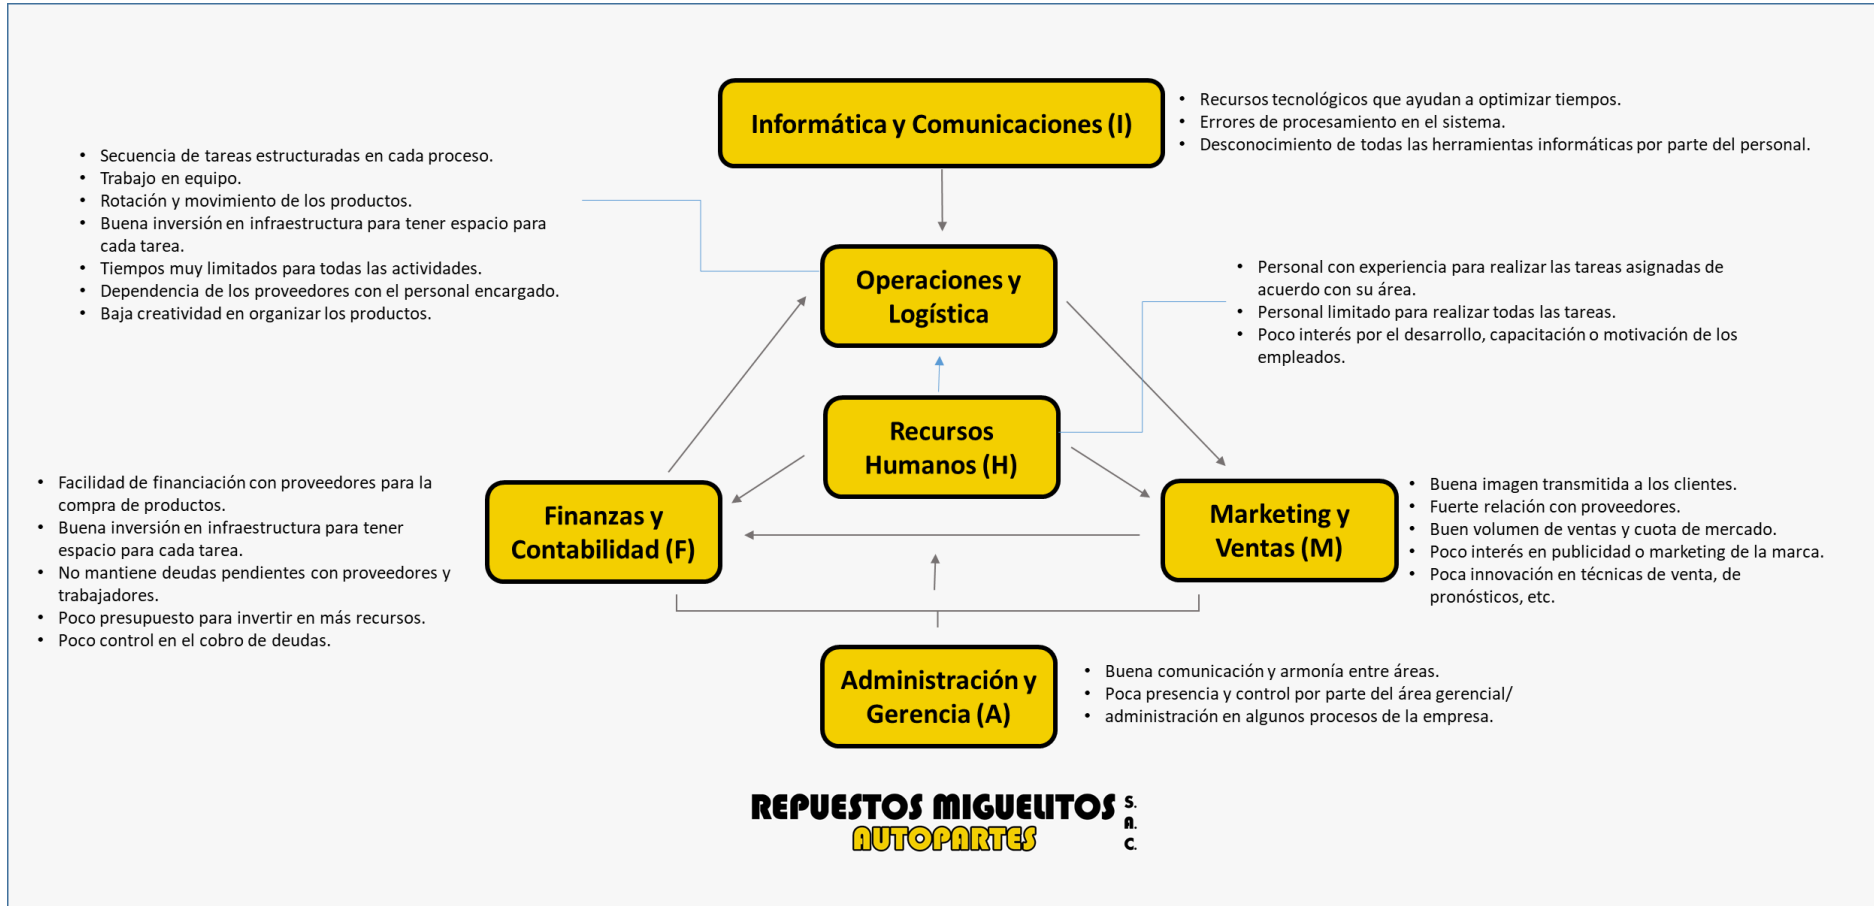 Informática y Comunicaciones (I)
• Recursos tecnológicos que ayudan a optimizar tiempos.
• Errores de procesamiento en el sistema.
• Desconocimiento de todas las herramientas informáticas por parte del personal.
• Secuencia de tareas estructuradas en cada proceso.
• Trabajo en equipo.
• Rotación y movimiento de los productos.
• Buena inversión en infraestructura para tener espacio para
cada tarea.
• Tiempos muy limitados para todas las actividades.
• Dependencia de los proveedores con el personal encargado.
• Baja creatividad en organizar los productos.
Operaciones y
Logística
• Personal con experiencia para realizar las tareas asignadas de
acuerdo con su área.
• Personal limitado para realizar todas las tareas.
• Poco interés por el desarrollo, capacitación o motivación de los
empleados.
Recursos
Humanos (H)
• Facilidad de financiación con proveedores para la
compra de productos.
• Buena inversión en infraestructura para tener
espacio para cada tarea.
• No mantiene deudas pendientes con proveedores y
trabajadores.
• Poco presupuesto para invertir en más recursos.
• Poco control en el cobro de deudas.
Finanzas y
Contabilidad (F)
Marketing y
Ventas (M)
• Buena imagen transmitida a los clientes.
• Fuerte relación con proveedores.
• Buen volumen de ventas y cuota de mercado.
• Poco interés en publicidad o marketing de la marca.
• Poca innovación en técnicas de venta, de
pronósticos, etc.
Administración y
Gerencia (A)
• Buena comunicación y armonía entre áreas.
• Poca presencia y control por parte del área gerencial/
• administración en algunos procesos de la empresa.
REPUESTOS MIGUELITOS S.
A.
C.
AUTOPARTES